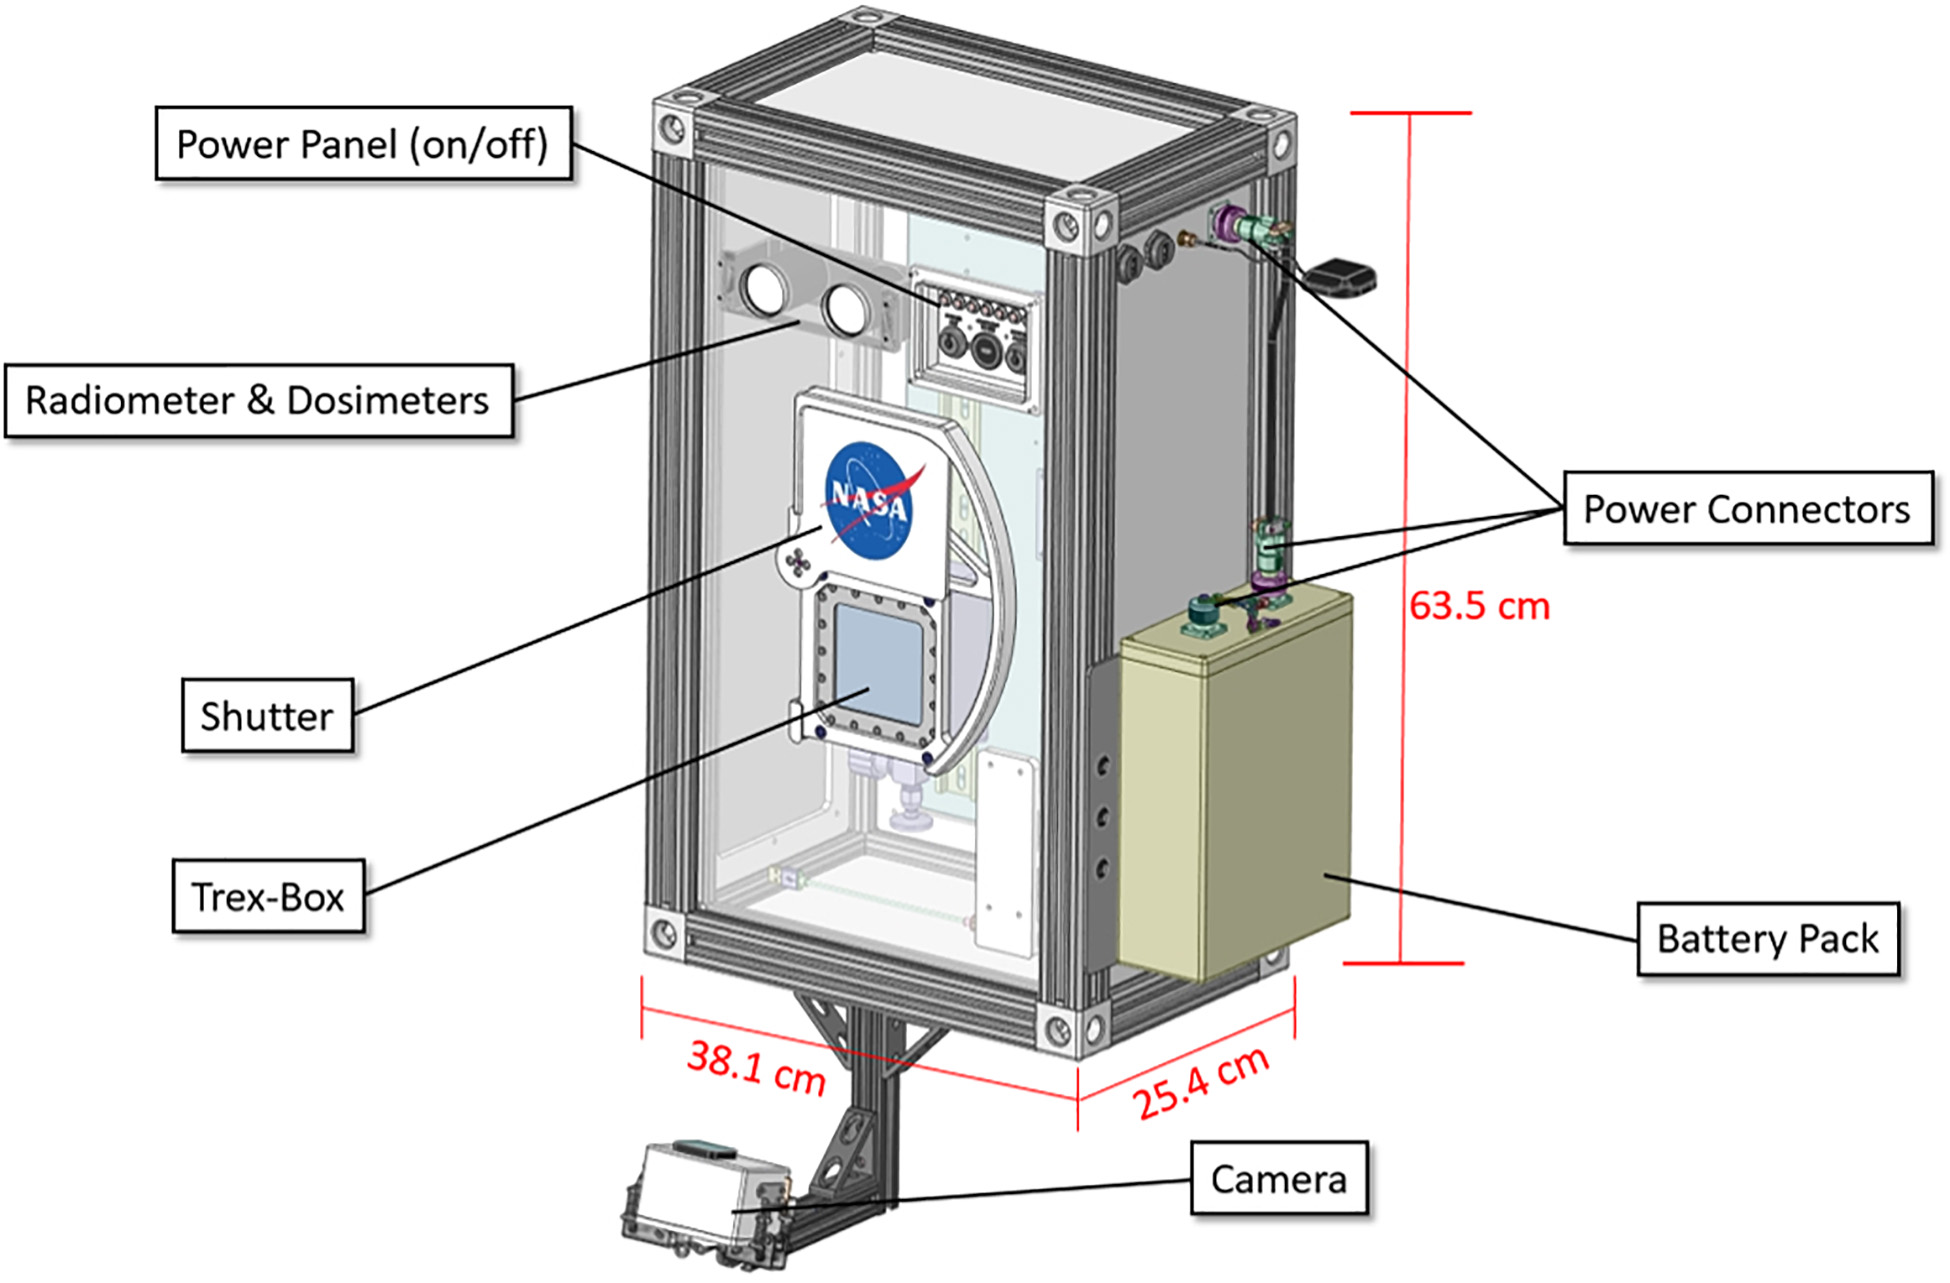 Power Panel (on/off)
Radiometer & Dosimeters
NASA
Power Connectors
63.5 cm
Shutter
Trex-Box
Battery Pack
38.1 cm
25.4 cm
Camera